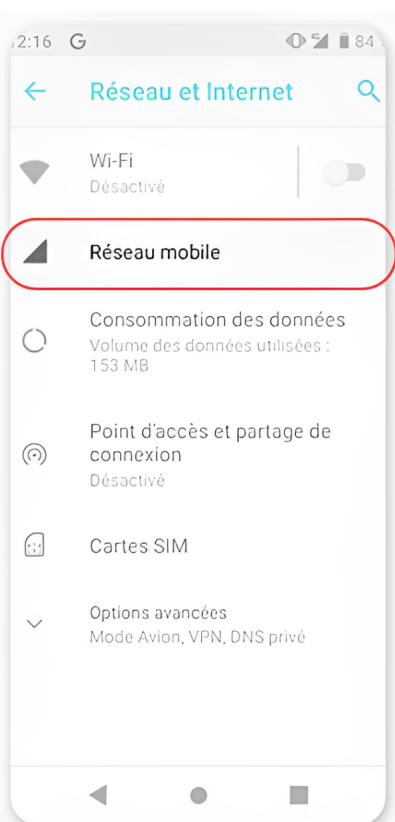 2:16 G 84
Réseau et Internet
Wi-Fi
Désactivé
Réseau mobile
Consommation des données
Volume des données utilisées :
153 MB
Point d'accès et partage de
connexion
Désactivé
Cartes SIM
Options avancées
Mode Avion, VPN, DNS privé